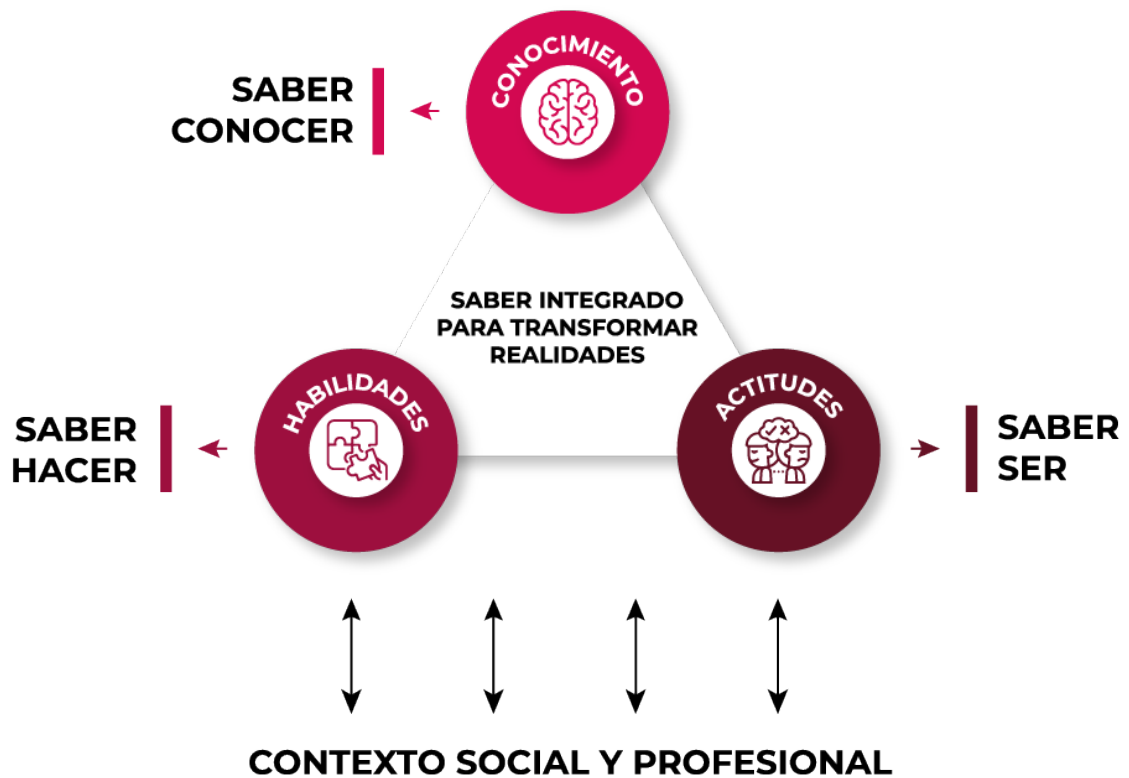 CONOCIMIENTO
SABER
CONOCER
SABER INTEGRADO
PARA TRANSFORMAR
REALIDADES
HABILIDADES
ACTITUDES
SABER
HACER
SABER
SER
CONTEXTO SOCIAL Y PROFESIONAL